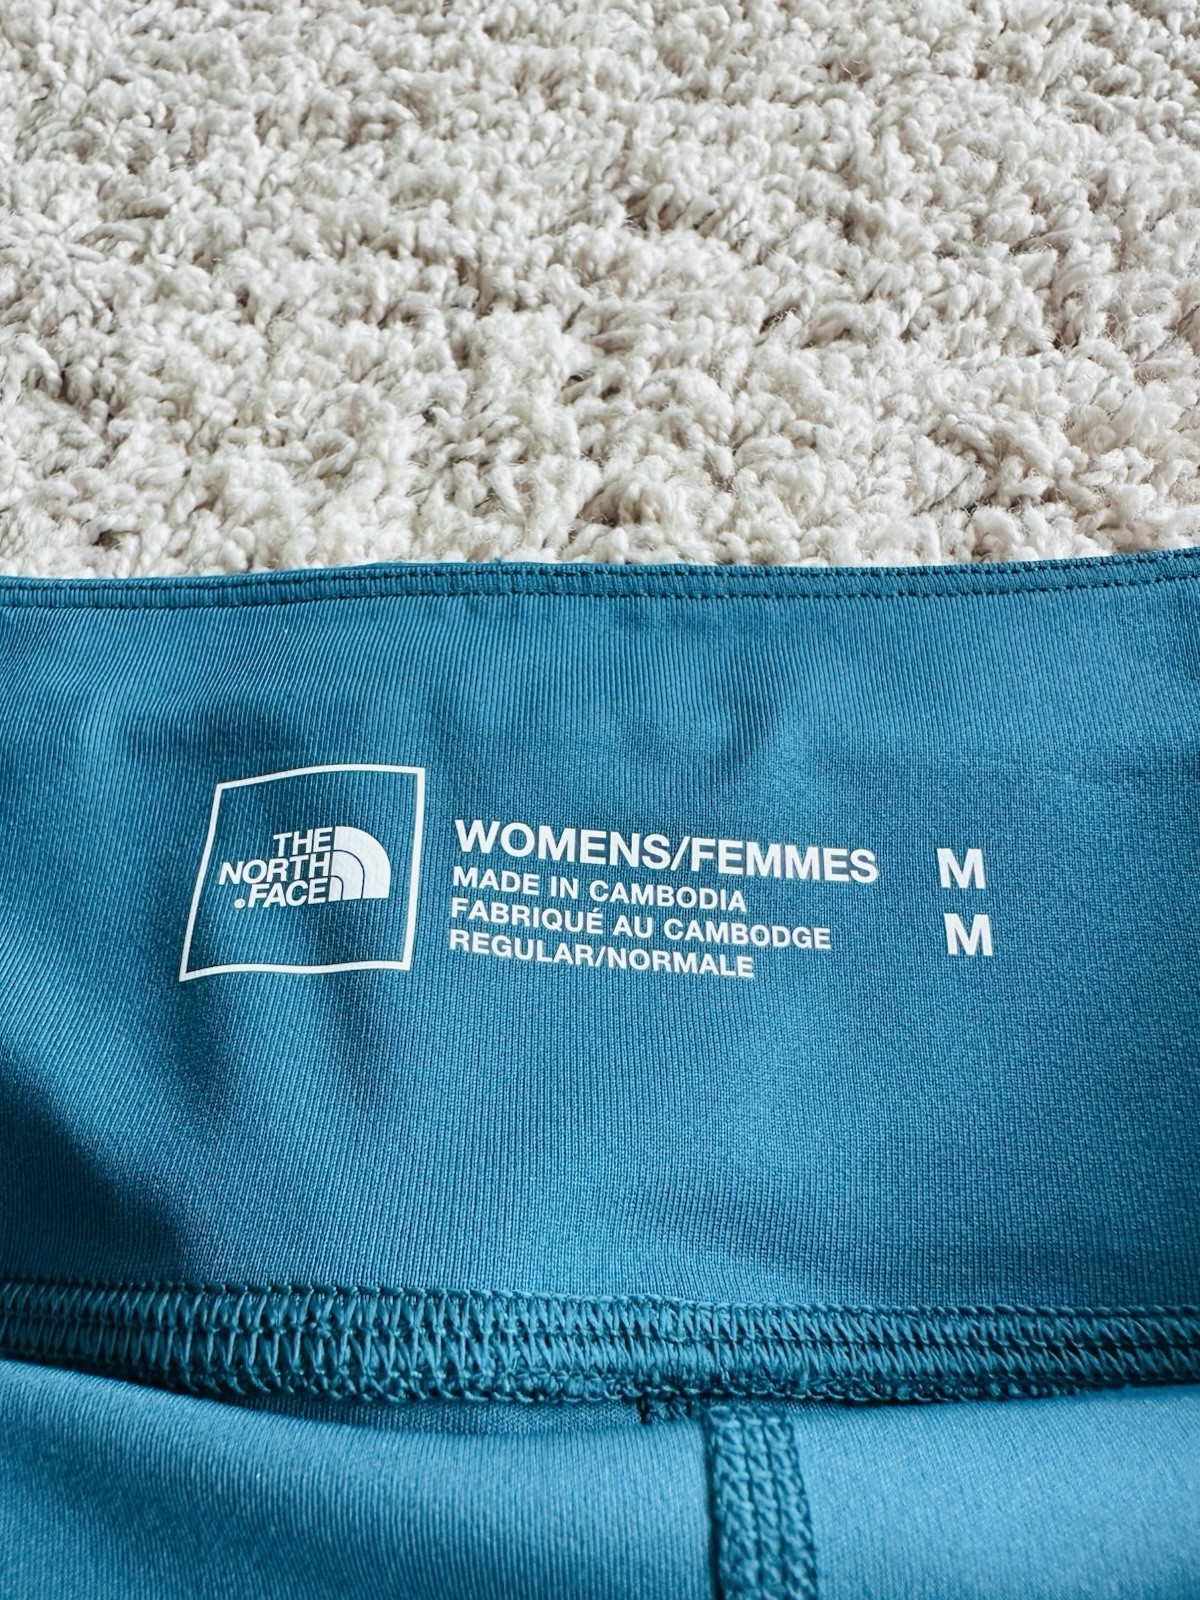 THE
NORTH
FACE
WOMENS/FEMMES M
MADE IN CAMBODIA M
FABRIQUÉ AU CAMBODGE
REGULAR/NORMALE